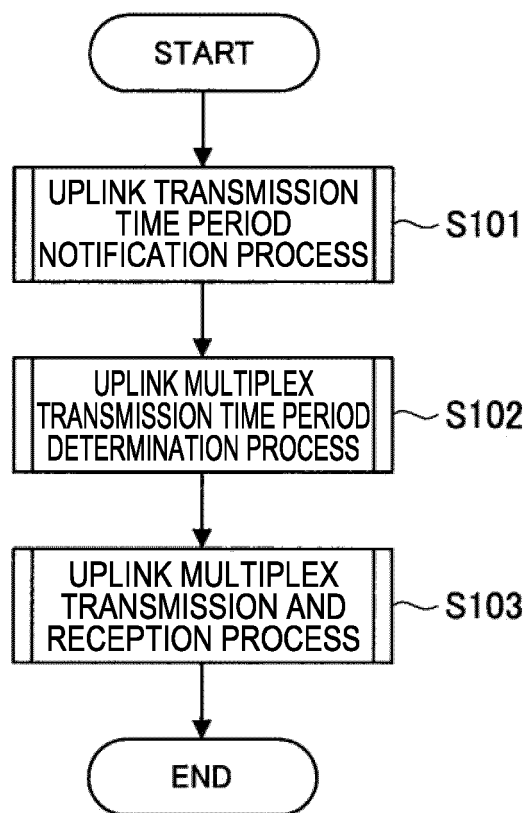 START
UPLINK TRANSMISSION
TIME PERIOD
NOTIFICATION PROCESS
S101
UPLINK MULTIPLEX
TRANSMISSION TIME PERIOD
DETERMINATION PROCESS
S102
UPLINK MULTIPLEX
TRANSMISSION AND
RECEPTION PROCESS
S103
END